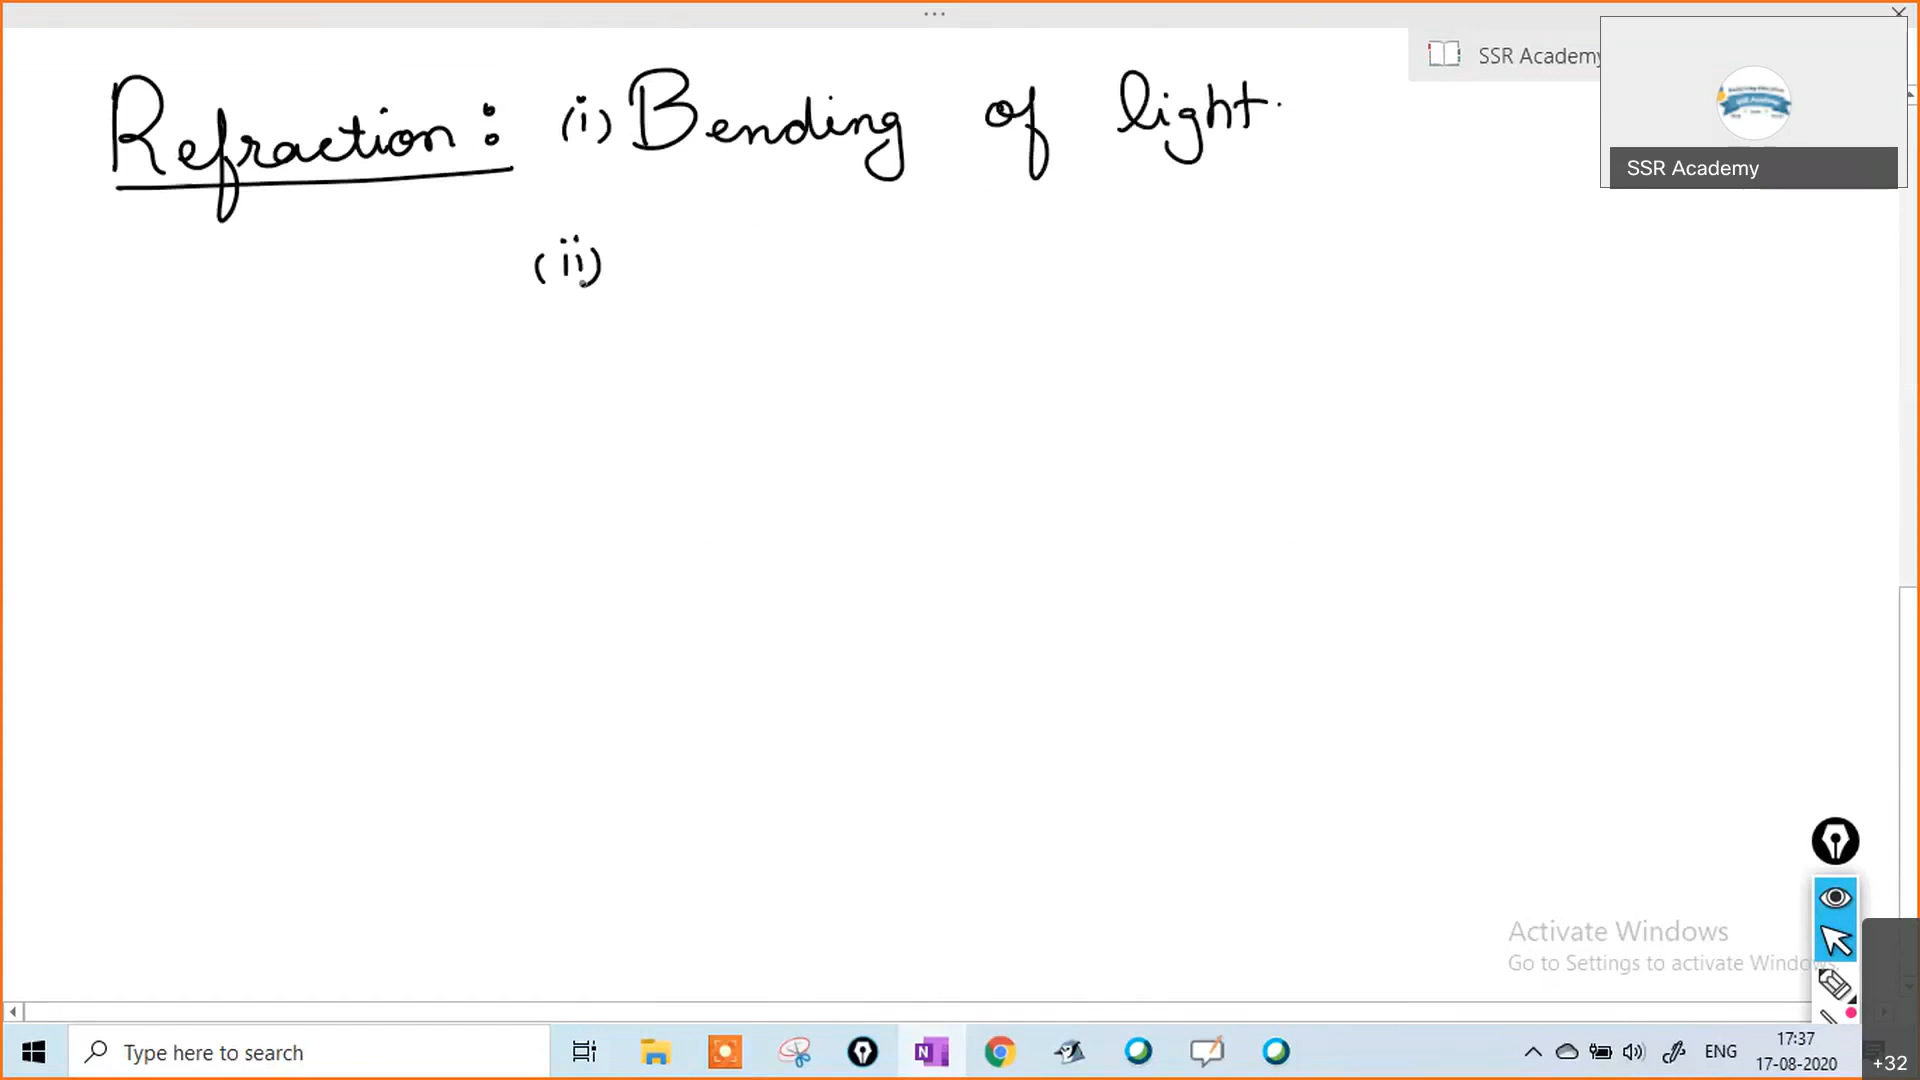 SSR Academy
Refraction: (i) Bending of light.
SSR Academy
(ii)
Activate Windows
Go to Settings to activate Windows.
Type here to search
ENG
17:37
17-08-2020
+32